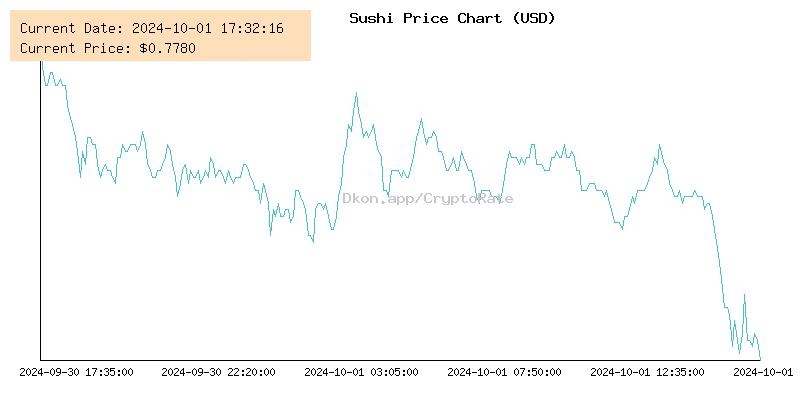 Sushi Price Chart (USD)
Current Date: 2024-10-01 17:32:16
Current Price: $0.7780
Dkon.app/CryptoRate
2024-09-30 17:35:00 2024-09-30 22:20:00 2024-10-01 03:05:00 2024-10-01 07:50:00 2024-10-01 12:35:00 2024-10-01